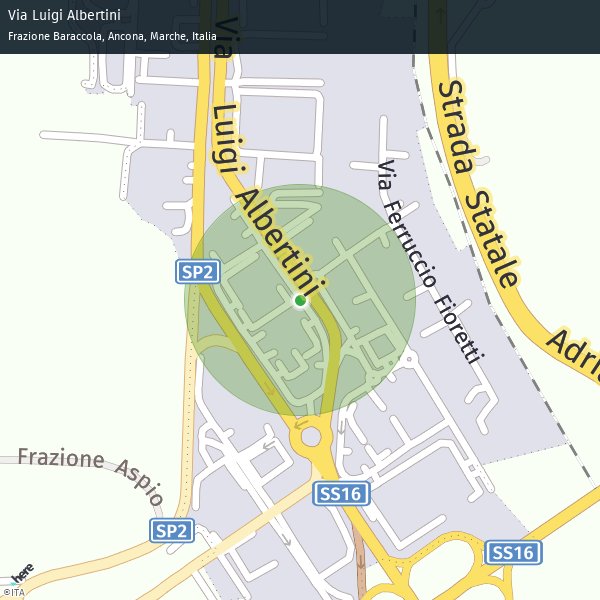 Via Luigi Albertini
Frazione Baraccola, Ancona, Marche, Italia
Via Luigi Albertini
Strada Statale Adria
Via Ferruccio Fioretti
SP2
Frazione Aspio
SS16
SP2
SS16
here
©ITA